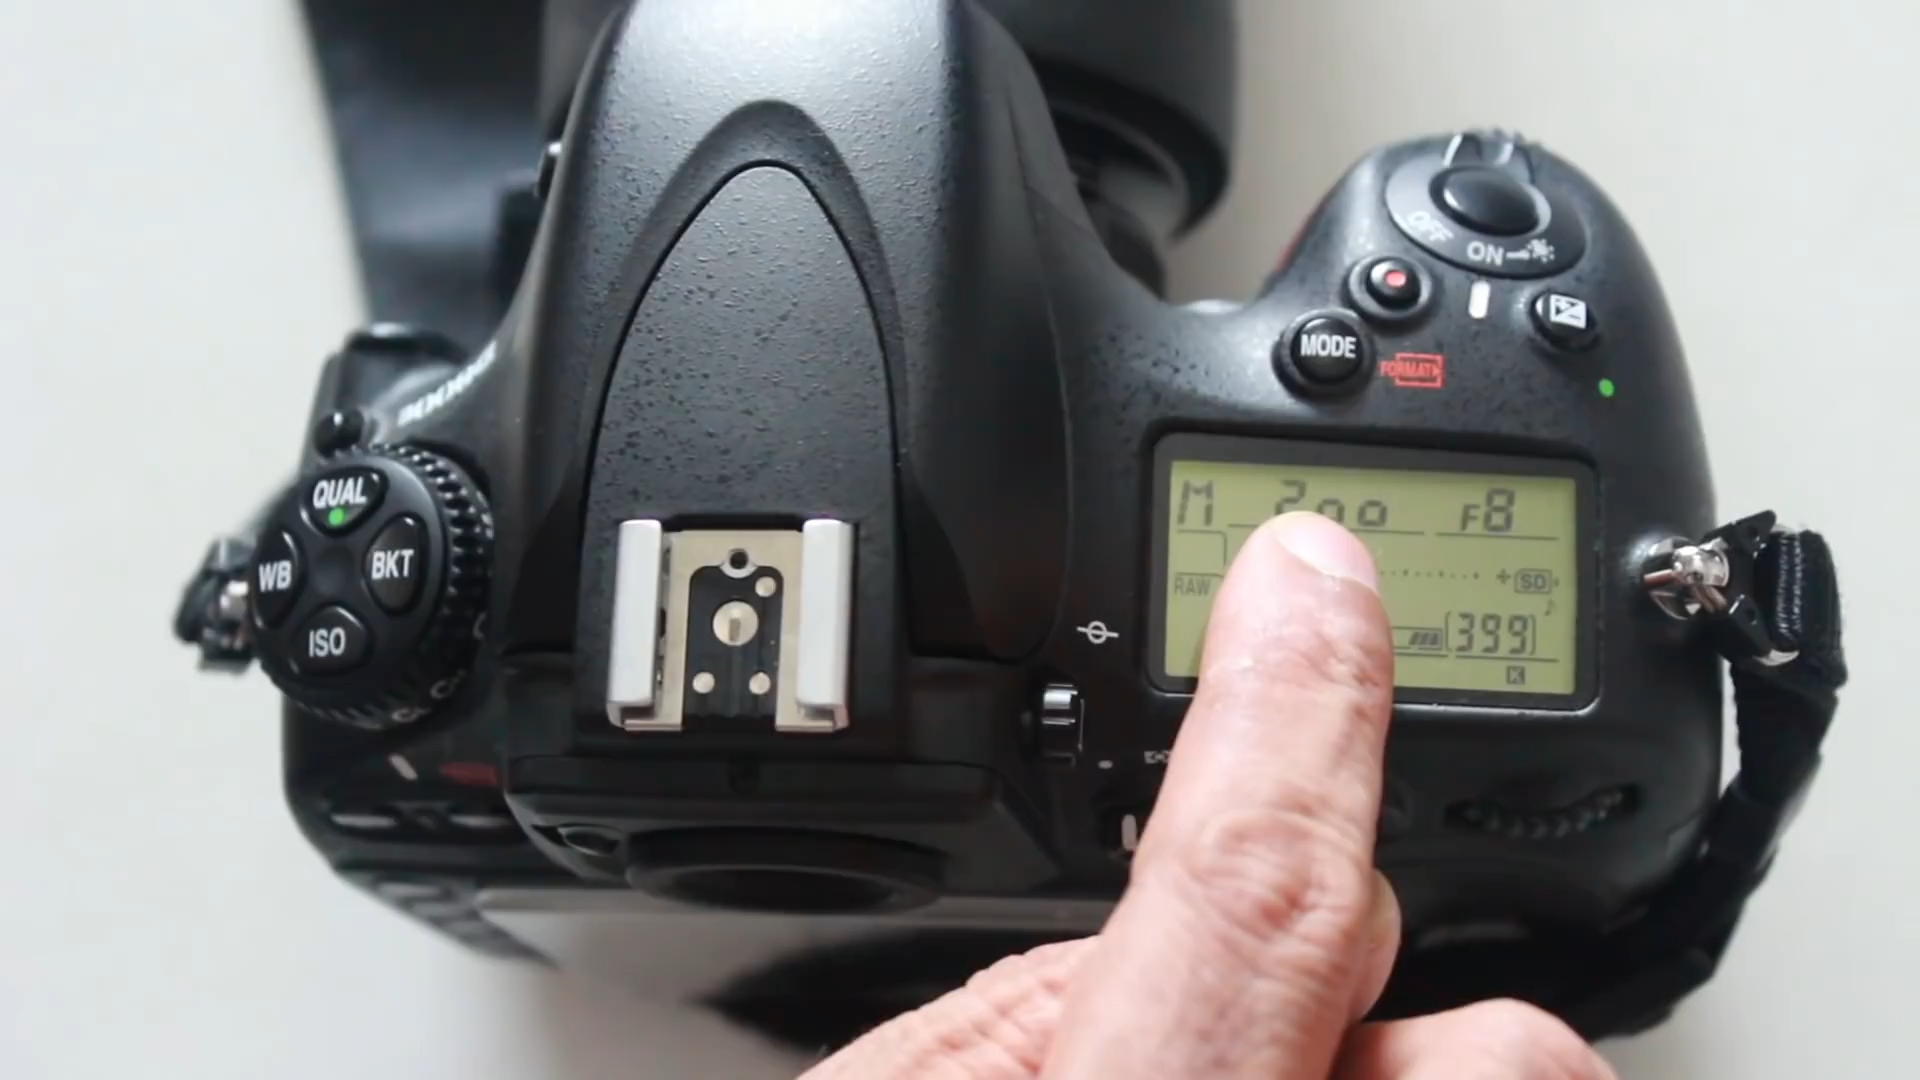 OFF
ON
MODE
FORMAT
QUAL
WB
BKT
ISO
M 200 F8
RAW
SD
[399]
K